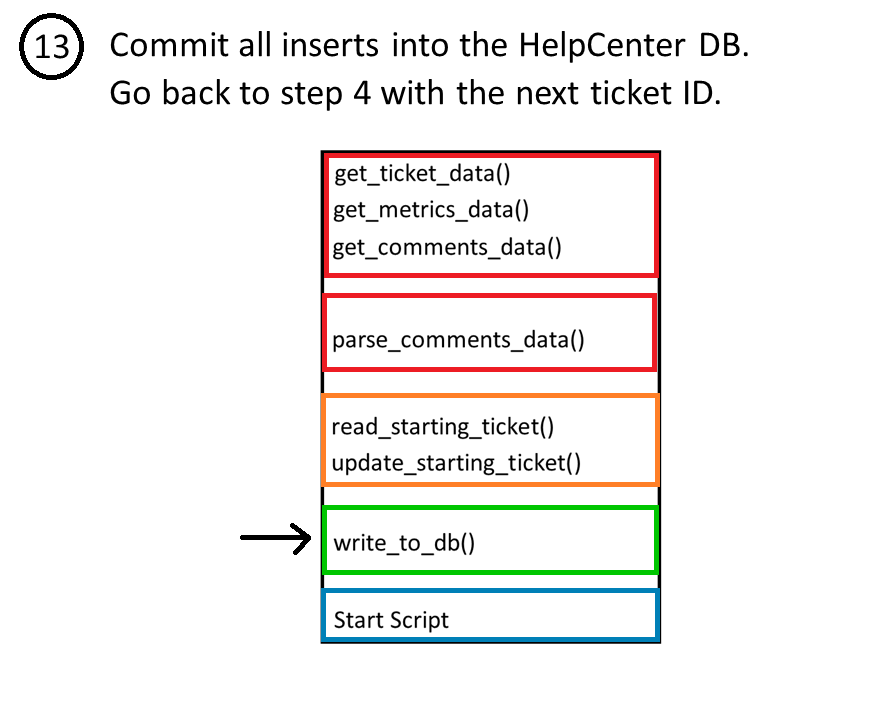 13
Commit all inserts into the HelpCenter DB.
Go back to step 4 with the next ticket ID.
get_ticket_data()
get_metrics_data()
get_comments_data()
parse_comments_data()
read_starting_ticket()
update_starting_ticket()
write_to_db()
Start Script